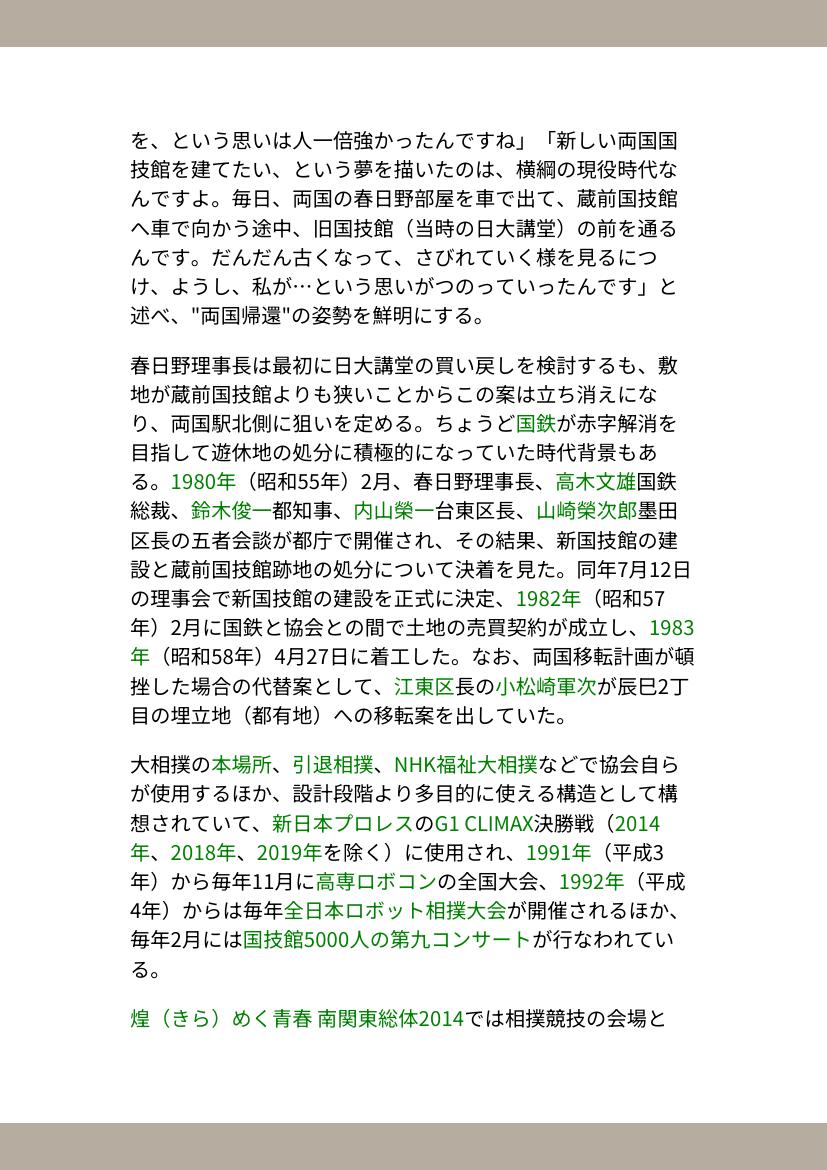 を、という思いは人一倍強かったんですね」「新しい両国国
技館を建てたい、という夢を描いたのは、横綱の現役時代な
んですよ。毎日、両国の春日野部屋を車で出て、蔵前国技館
へ車で向かう途中、旧国技館（当時の日大講堂）の前を通る
んです。だんだん古くなって、さびれていく様を見るにつ
け、ようし、私が…という思いがつのっていったんです」と
述べ、"両国帰還"の姿勢を鮮明にする。
春日野理事長は最初に日大講堂の買い戻しを検討するも、敷
地が蔵前国技館よりも狭いことからこの案は立ち消えにな
り、両国駅北側に狙いを定める。ちょうど国鉄が赤字解消を
目指して遊休地の処分に積極的になっていた時代背景もあ
る。1980年（昭和55年）2月、春日野理事長、高木文雄国鉄
総裁、鈴木俊一都知事、内山榮一台東区長、山崎榮次郎墨田
区長の五者会談が都庁で開催され、その結果、新国技館の建
設と蔵前国技館跡地の処分について決着を見た。同年7月12日
の理事会で新国技館の建設を正式に決定、1982年（昭和57
年）2月に国鉄と協会との間で土地の売買契約が成立し、1983
年（昭和58年）4月27日に着工した。なお、両国移転計画が頓
挫した場合の代替案として、江東区長の小松崎軍次が辰巳2丁
目の埋立地（都有地）への移転案を出していた。
大相撲の本場所、引退相撲、NHK福祉大相撲などで協会自ら
が使用するほか、設計段階より多目的に使える構造として構
想されていて、新日本プロレスのG1 CLIMAX決勝戦（2014
年、2018年、2019年を除く）に使用され、1991年（平成3
年）から毎年11月に高専ロボコンの全国大会、1992年（平成
4年）からは毎年全日本ロボット相撲大会が開催されるほか、
毎年2月には国技館5000人の第九コンサートが行なわれてい
る。
煌（きら）めく青春 南関東総体2014では相撲競技の会場と